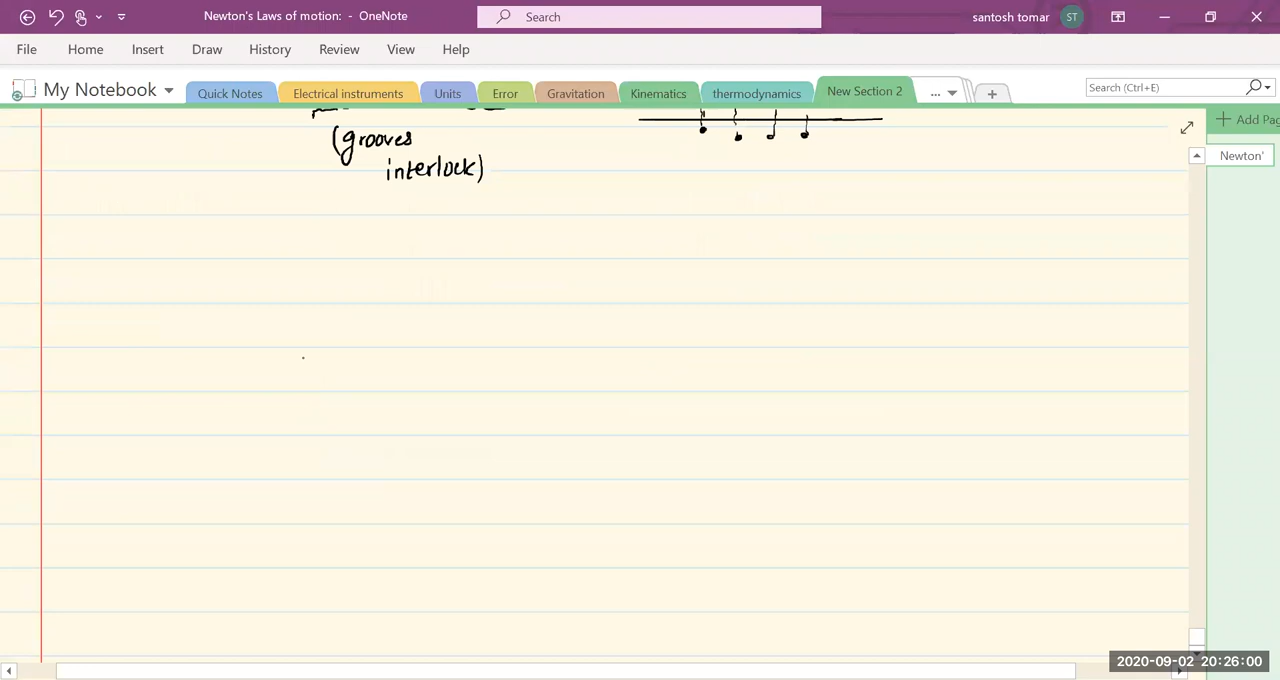 Newton's Laws of motion: - OneNote
Search
santosh tomar
ST
File
Home
Insert
Draw
History
Review
View
Help
My Notebook
Quick Notes
Electrical instruments
Units
Error
Gravitation
Kinematics
thermodynamics
New Section 2
...
Search (Ctrl+E)
Add Pag
(grooves
interlock)
Newton'
2020-09-02 20:26:00